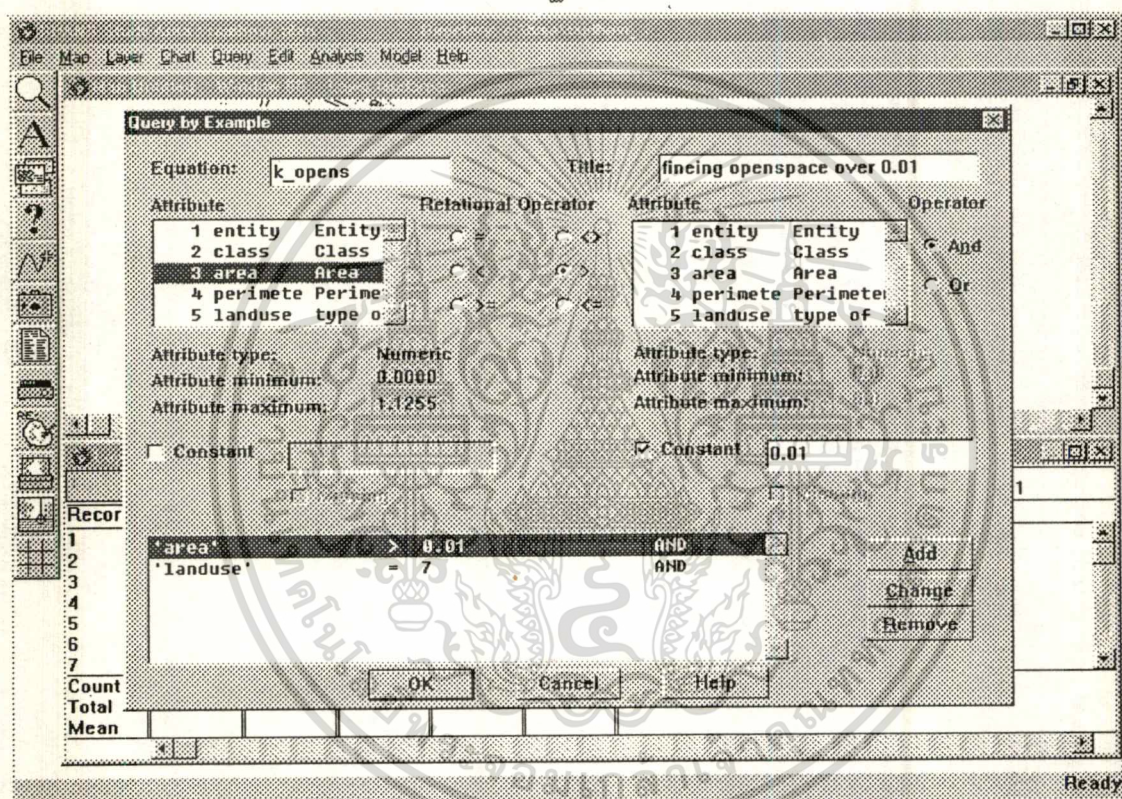 File Map Layer Chart Query Edit Analysis Model Help
A
?
Query by Example
Equation: k_opens Title: fineing openspace over 0.01
Attribute Relational Operator Attribute Operator
1 entity Entity = <> 1 entity Entity And
2 class Class 2 class Class
3 area Area < > 3 area Area Or
4 perimete Perime 4 perimete Perimeter
5 landuse type o >= <= 5 landuse type of
Attribute type: Numeric Attribute type: Numeric
Attribute minimum: 0.0000 Attribute minimum:
Attribute maximum: 1.1255 Attribute maximum:
Constant Constant 0.01
1
Recor
1
2
3
4
5
6
7
'area' > 0.01 AND
'landuse' = 7 AND
Add
Change
Remove
OK Cancel Help
Count
Total
Mean
Ready